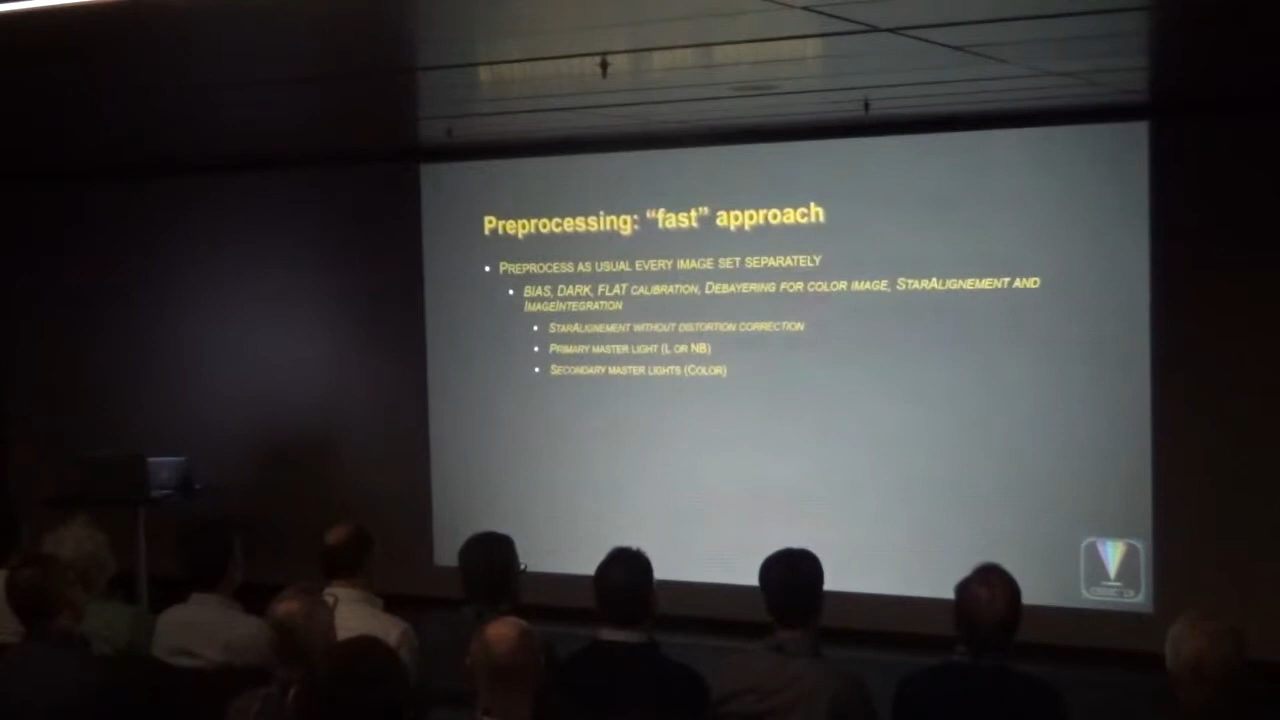 Preprocessing: “fast” approach
• PREPROCESS AS USUAL EVERY IMAGE SET SEPARATELY
• BIAS, DARK, FLAT CALIBRATION, DEBAYERING FOR COLOR IMAGE, STARALIGNEMENT AND
IMAGEINTEGRATION
• STARALIGNEMENT WITHOUT DISTORTION CORRECTION
• PRIMARY MASTER LIGHT (L OR NB)
• SECONDARY MASTER LIGHTS (COLOR)